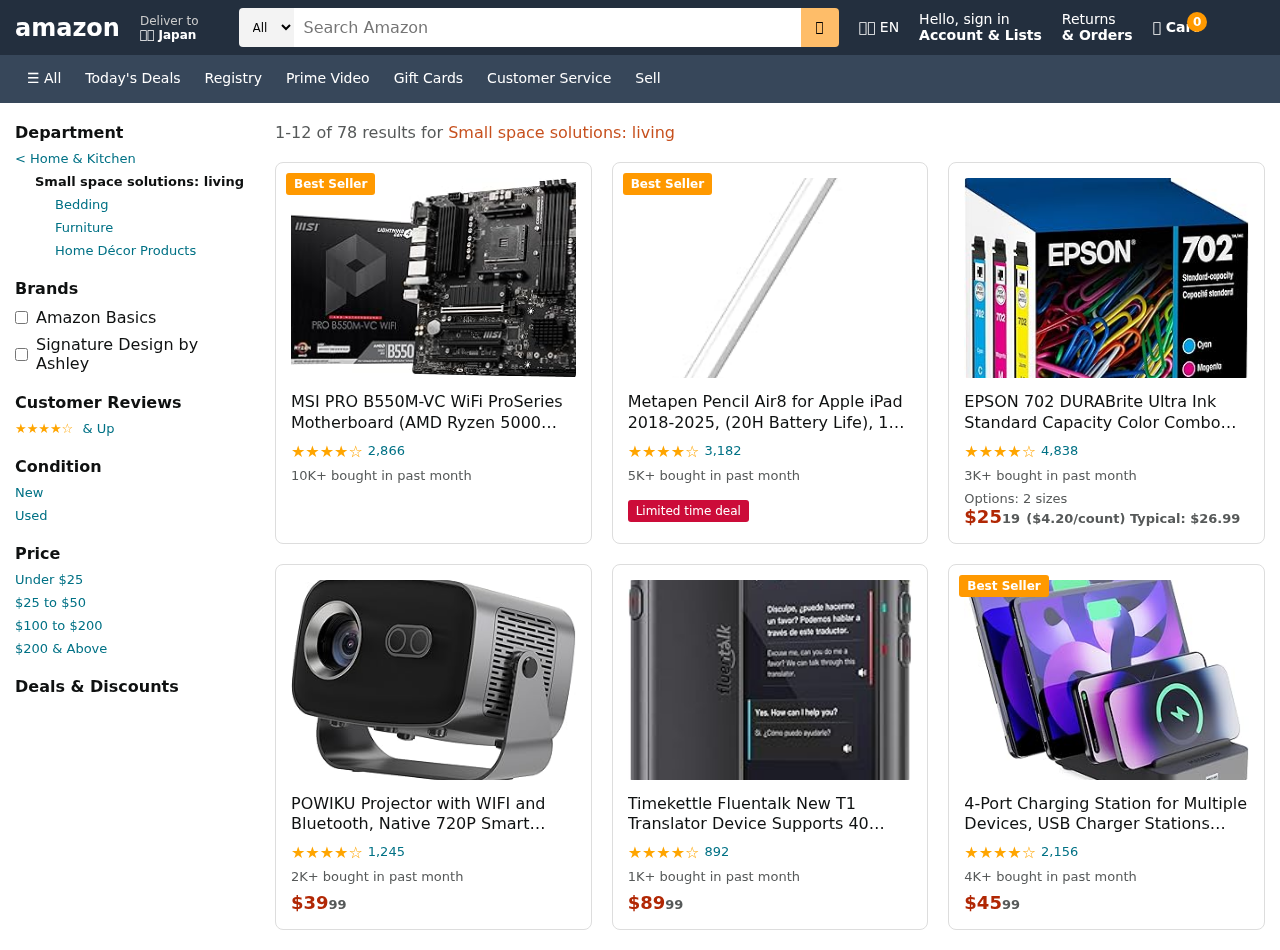 amazon
Deliver to
Japan
All
Search Amazon
EN
Hello, sign in
Account & Lists
Returns
& Orders
0
☰ All
Today's Deals
Registry
Prime Video
Gift Cards
Customer Service
Sell
Department
< Home & Kitchen
Small space solutions: living
Bedding
Furniture
Home Décor Products
Brands
Amazon Basics
Signature Design by
Ashley
Customer Reviews
★★★★☆ & Up
Condition
New
Used
Price
Under $25
$25 to $50
$100 to $200
$200 & Above
Deals & Discounts
1-12 of 78 results for Small space solutions: living
Best Seller
msi
PRO B550M-VC WIFI
B550
MSI PRO B550M-VC WiFi ProSeries
Motherboard (AMD Ryzen 5000…
★★★★☆ 2,866
10K+ bought in past month
Best Seller
Metapen Pencil Air8 for Apple iPad
2018-2025, (20H Battery Life), 1…
★★★★☆ 3,182
5K+ bought in past month
Limited time deal
EPSON
702
Standard-capacity
Capacité standard
702
702
702
Cyan
Magenta
EPSON 702 DURABrite Ultra Ink
Standard Capacity Color Combo…
★★★★☆ 4,838
3K+ bought in past month
Options: 2 sizes
$2519 ($4.20/count) Typical: $26.99
POWIKU Projector with WIFI and
Bluetooth, Native 720P Smart…
★★★★☆ 1,245
2K+ bought in past month
$3999
fluentalk
Disculpe, ¿puede hacerme
un favor? Podemos hablar a
través de este traductor.
Excuse me, can you do me a
favor? We can talk through this
translator.
Yes. How can I help you?
Sí. ¿Cómo puedo ayudarle?
Timekettle Fluentalk New T1
Translator Device Supports 40…
★★★★☆ 892
1K+ bought in past month
$8999
Best Seller
4-Port Charging Station for Multiple
Devices, USB Charger Stations…
★★★★☆ 2,156
4K+ bought in past month
$4599